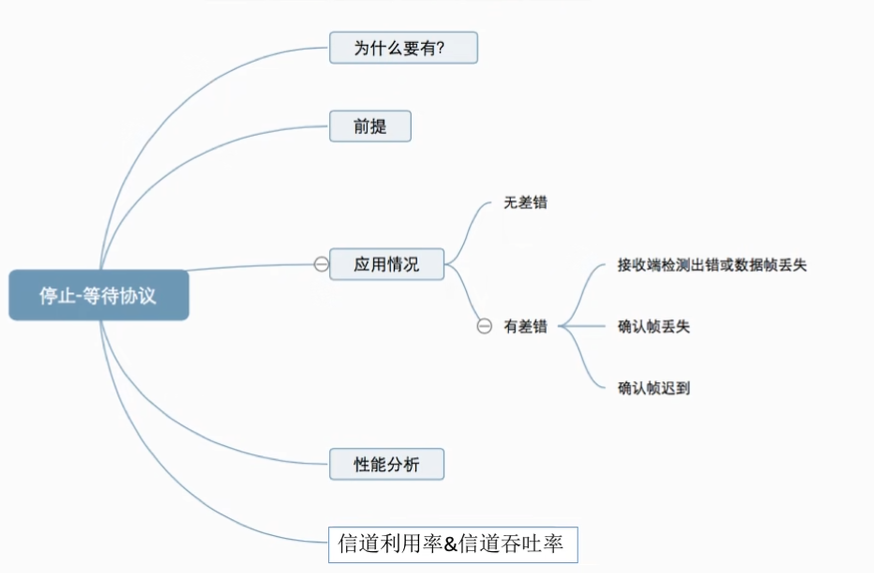 为什么要有?
前提
无差错
停止-等待协议
应用情况
接收端检测出错或数据帧丢失
有差错
确认帧丢失
确认帧迟到
性能分析
信道利用率&信道吞吐率